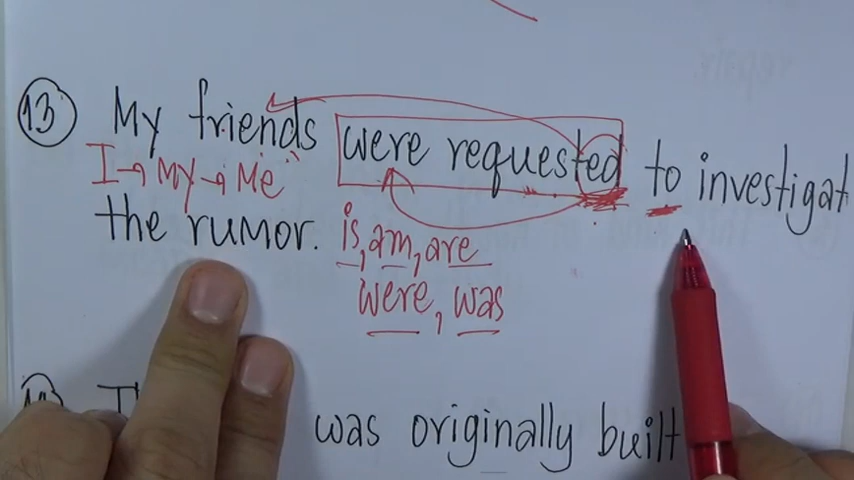 13 My friends were requested to investigat
I → My → Me
the rumor. is, am, are
were, was
was originally built